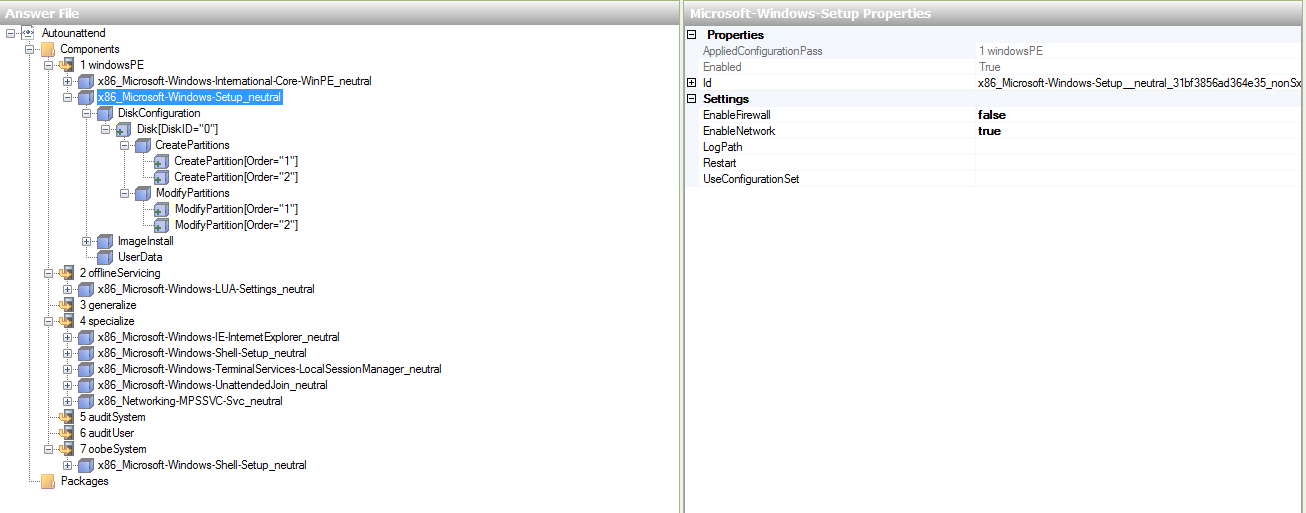 Answer File
Autounattend
Components
1 windowsPE
x86_Microsoft-Windows-International-Core-WinPE_neutral
x86_Microsoft-Windows-Setup_neutral
DiskConfiguration
Disk[DiskID="0"]
CreatePartitions
CreatePartition[Order="1"]
CreatePartition[Order="2"]
ModifyPartitions
ModifyPartition[Order="1"]
ModifyPartition[Order="2"]
ImageInstall
UserData
2 offlineServicing
x86_Microsoft-Windows-LUA-Settings_neutral
3 generalize
4 specialize
x86_Microsoft-Windows-IE-InternetExplorer_neutral
x86_Microsoft-Windows-Shell-Setup_neutral
x86_Microsoft-Windows-TerminalServices-LocalSessionManager_neutral
x86_Microsoft-Windows-UnattendedJoin_neutral
x86_Networking-MPSSVC-Svc_neutral
5 auditSystem
6 auditUser
7 oobeSystem
x86_Microsoft-Windows-Shell-Setup_neutral
Packages
Microsoft-Windows-Setup Properties
Properties
AppliedConfigurationPass 1 windowsPE
Enabled True
Id x86_Microsoft-Windows-Setup__neutral_31bf3856ad364e35_nonSx
Settings
EnableFirewall false
EnableNetwork true
LogPath
Restart
UseConfigurationSet